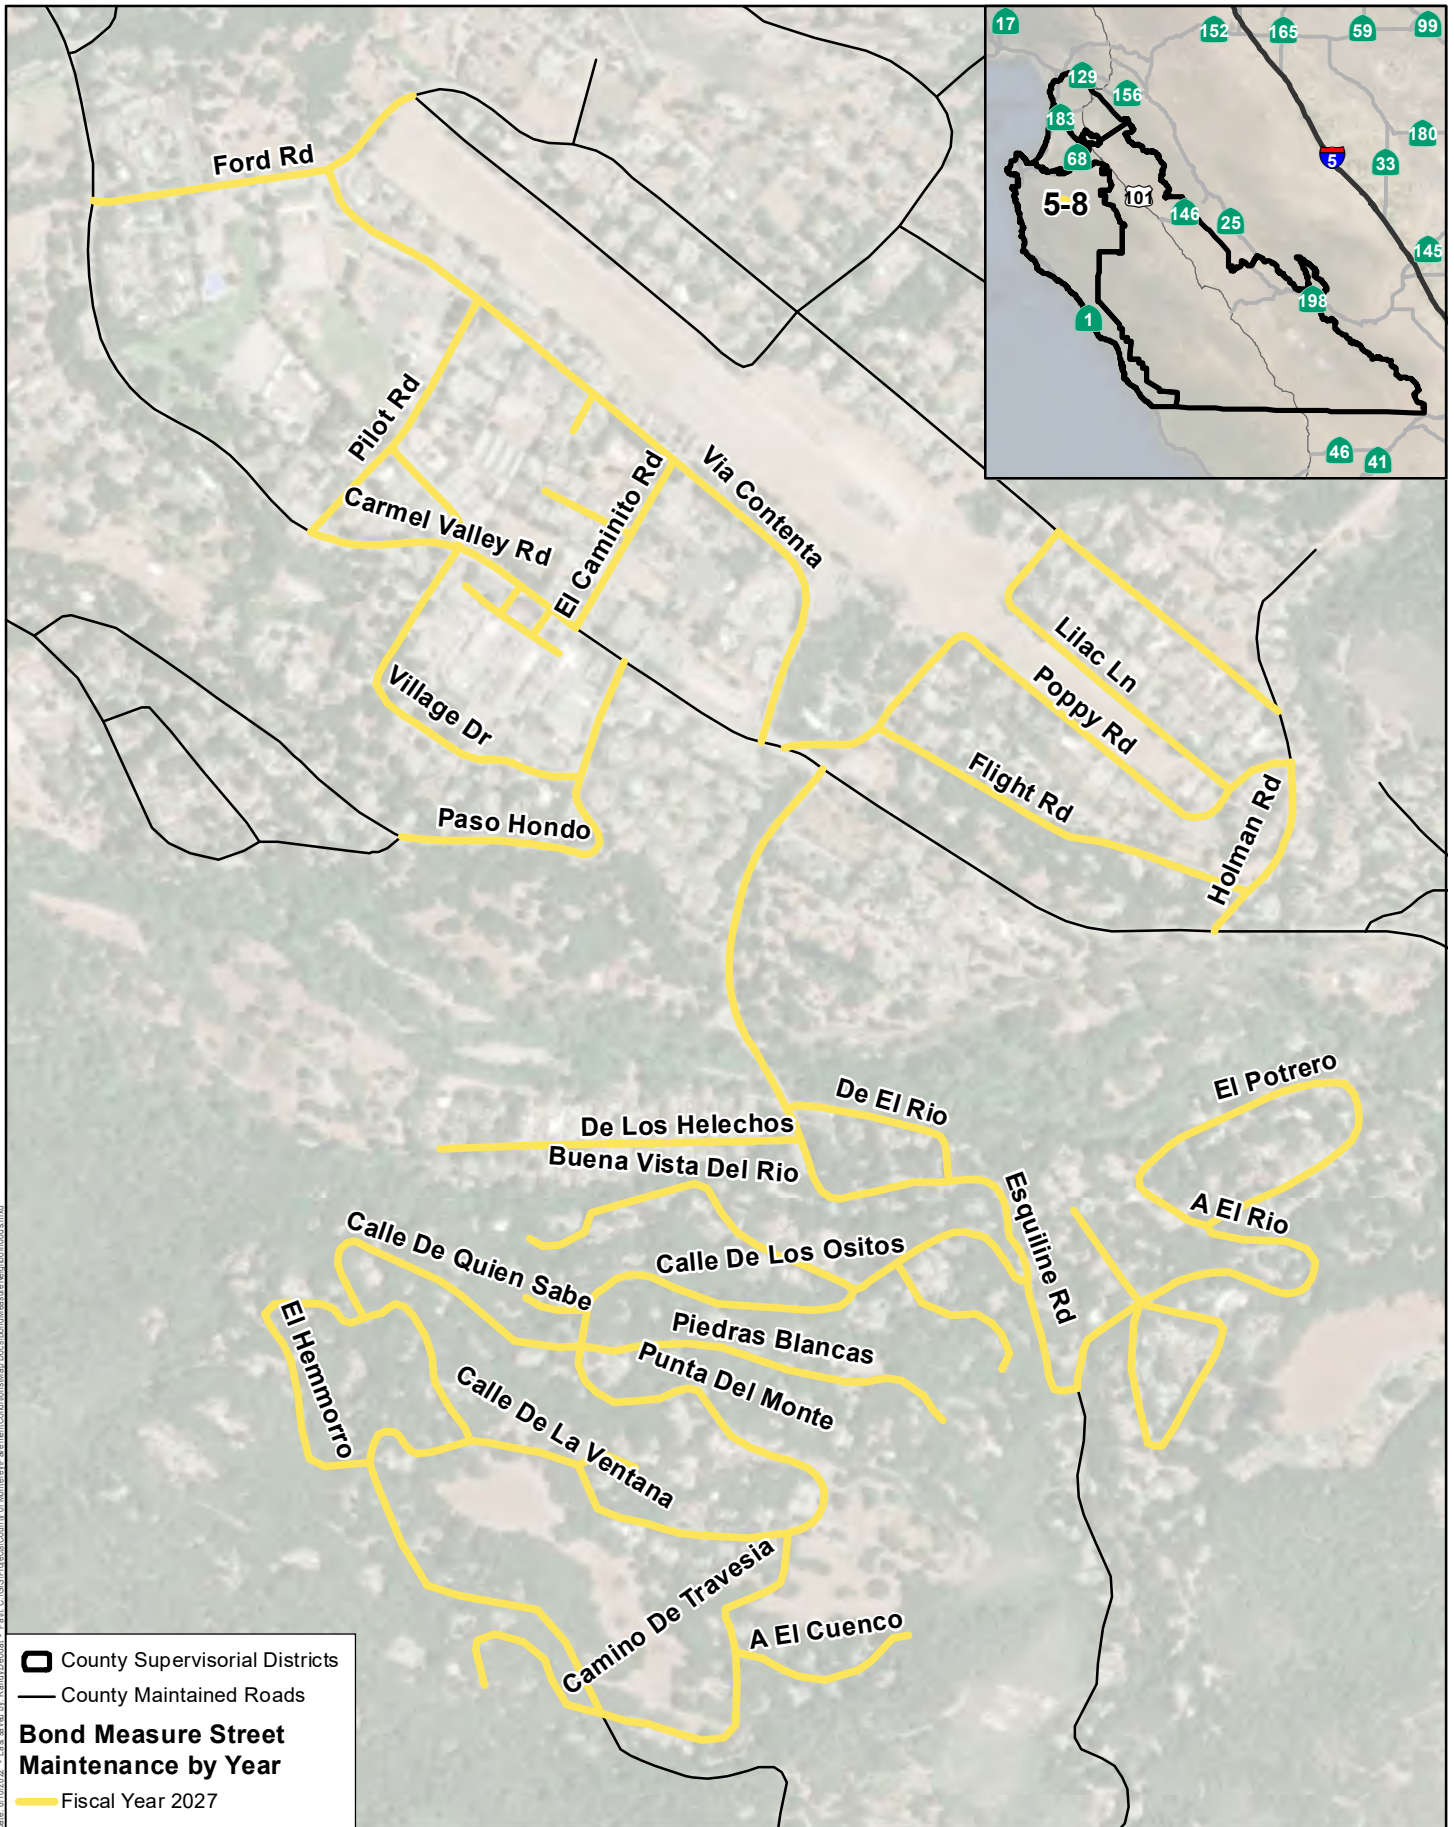 17
152
165
59
99
129
156
183
180
68
5
33
5-8
101
146
25
145
198
1
46
41
Ford Rd
Pilot Rd
Carmel Valley Rd
El Caminito Rd
Via Contenta
Village Dr
Paso Hondo
Lilac Ln
Poppy Rd
Flight Rd
Holman Rd
De El Rio
El Potrero
De Los Helechos
Buena Vista Del Rio
A El Rio
Esquiline Rd
Calle De Quien Sabe
Calle De Los Ositos
El Hemmorro
Piedras Blancas
Punta Del Monte
Calle De La Ventana
Camino De Travesia
A El Cuenco
County Supervisorial Districts
County Maintained Roads
Bond Measure Street
Maintenance by Year
Fiscal Year 2027